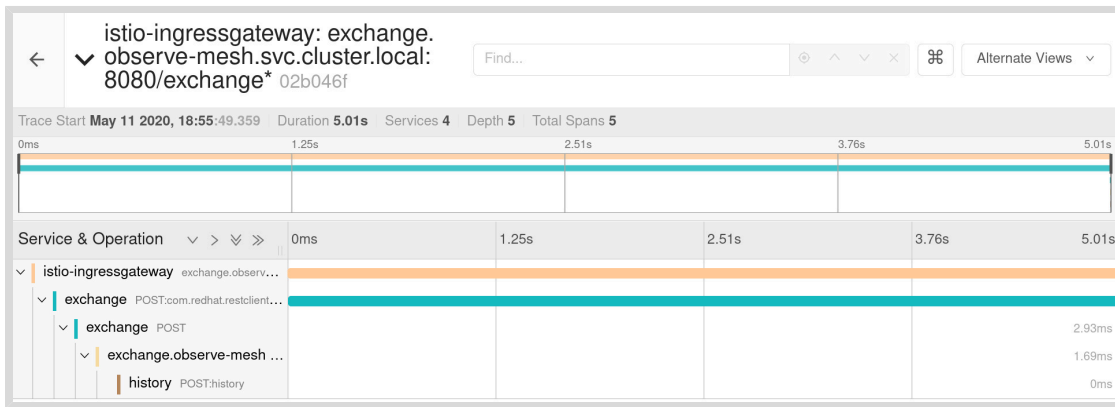 istio-ingressgateway: exchange.
observe-mesh.svc.cluster.local:
8080/exchange* 02b046f
Find...
Alternate Views
Trace Start May 11 2020, 18:55:49.359 Duration 5.01s Services 4 Depth 5 Total Spans 5
0ms 1.25s 2.51s 3.76s 5.01s
Service & Operation 0ms 1.25s 2.51s 3.76s 5.01s
istio-ingressgateway exchange.observ...
exchange POST:com.redhat.restclient...
exchange POST 2.93ms
exchange.observe-mesh ... 1.69ms
history POST:history 0ms